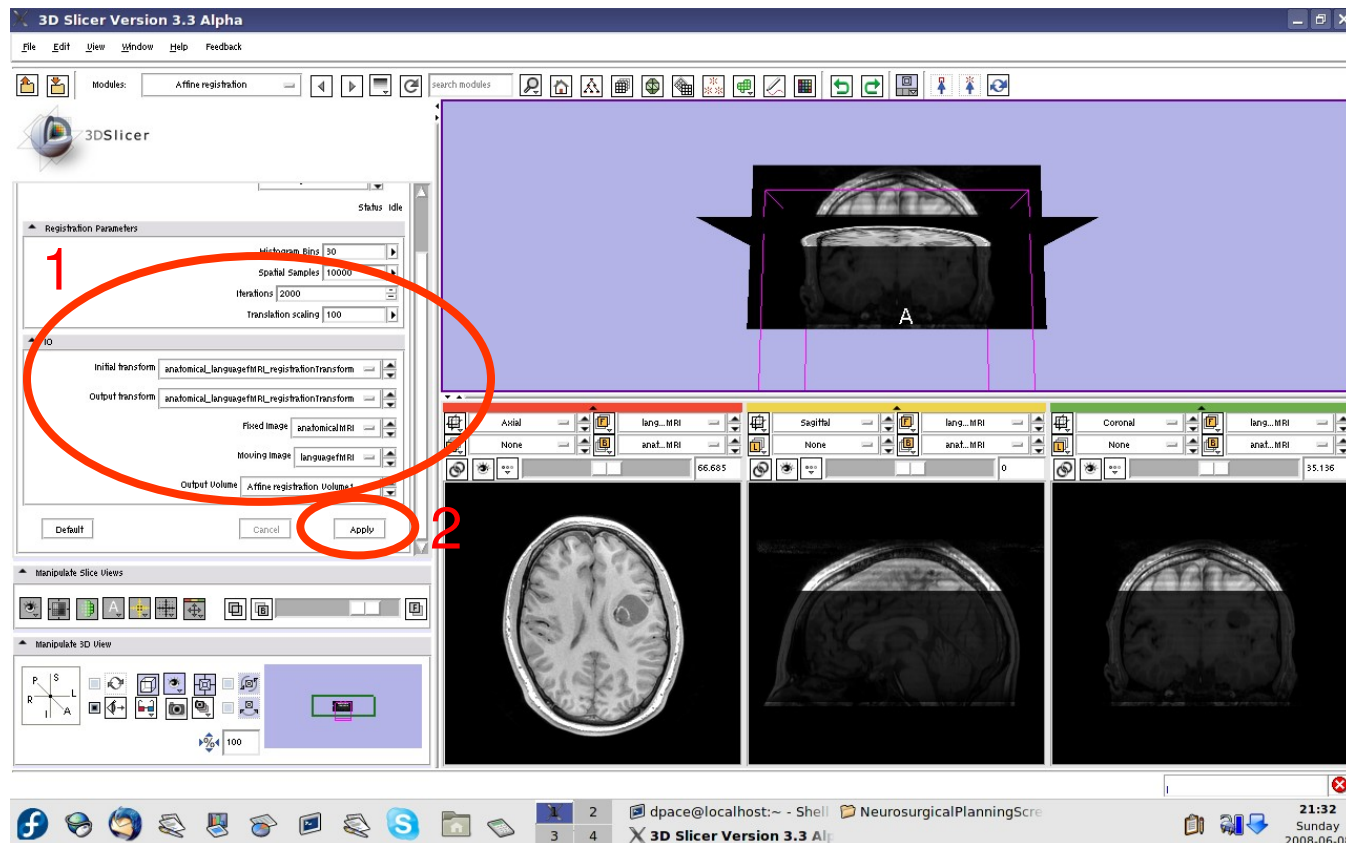 3D Slicer Version 3.3 Alpha
File Edit View Window Help Feedback
Modules: Affine registration search modules
3DSlicer
Status Idle
Registration Parameters
1
Histogram Bins 30
Spatial Samples 10000
Iterations 2000
Translation scaling 100
IO
Initial transform anatomical_languagefMRI_registrationTransform
Output transform anatomical_languagefMRI_registrationTransform
Fixed Image anatomicalMRI
Moving Image languagefMRI
Output Volume Affine registration Volume1
Default Cancel Apply
2
Manipulate Slice Views
Manipulate 3D View
P S
R L
I A
100
A
Axial lang...MRI
None anat...MRI
66.685
Sagittal lang...MRI
None anat...MRI
0
Coronal lang...MRI
None anat...MRI
35.136
1 2
3 4
dpace@localhost:~ - Shell
NeurosurgicalPlanningScre
3D Slicer Version 3.3 Alp
21:32
Sunday
2008-06-08